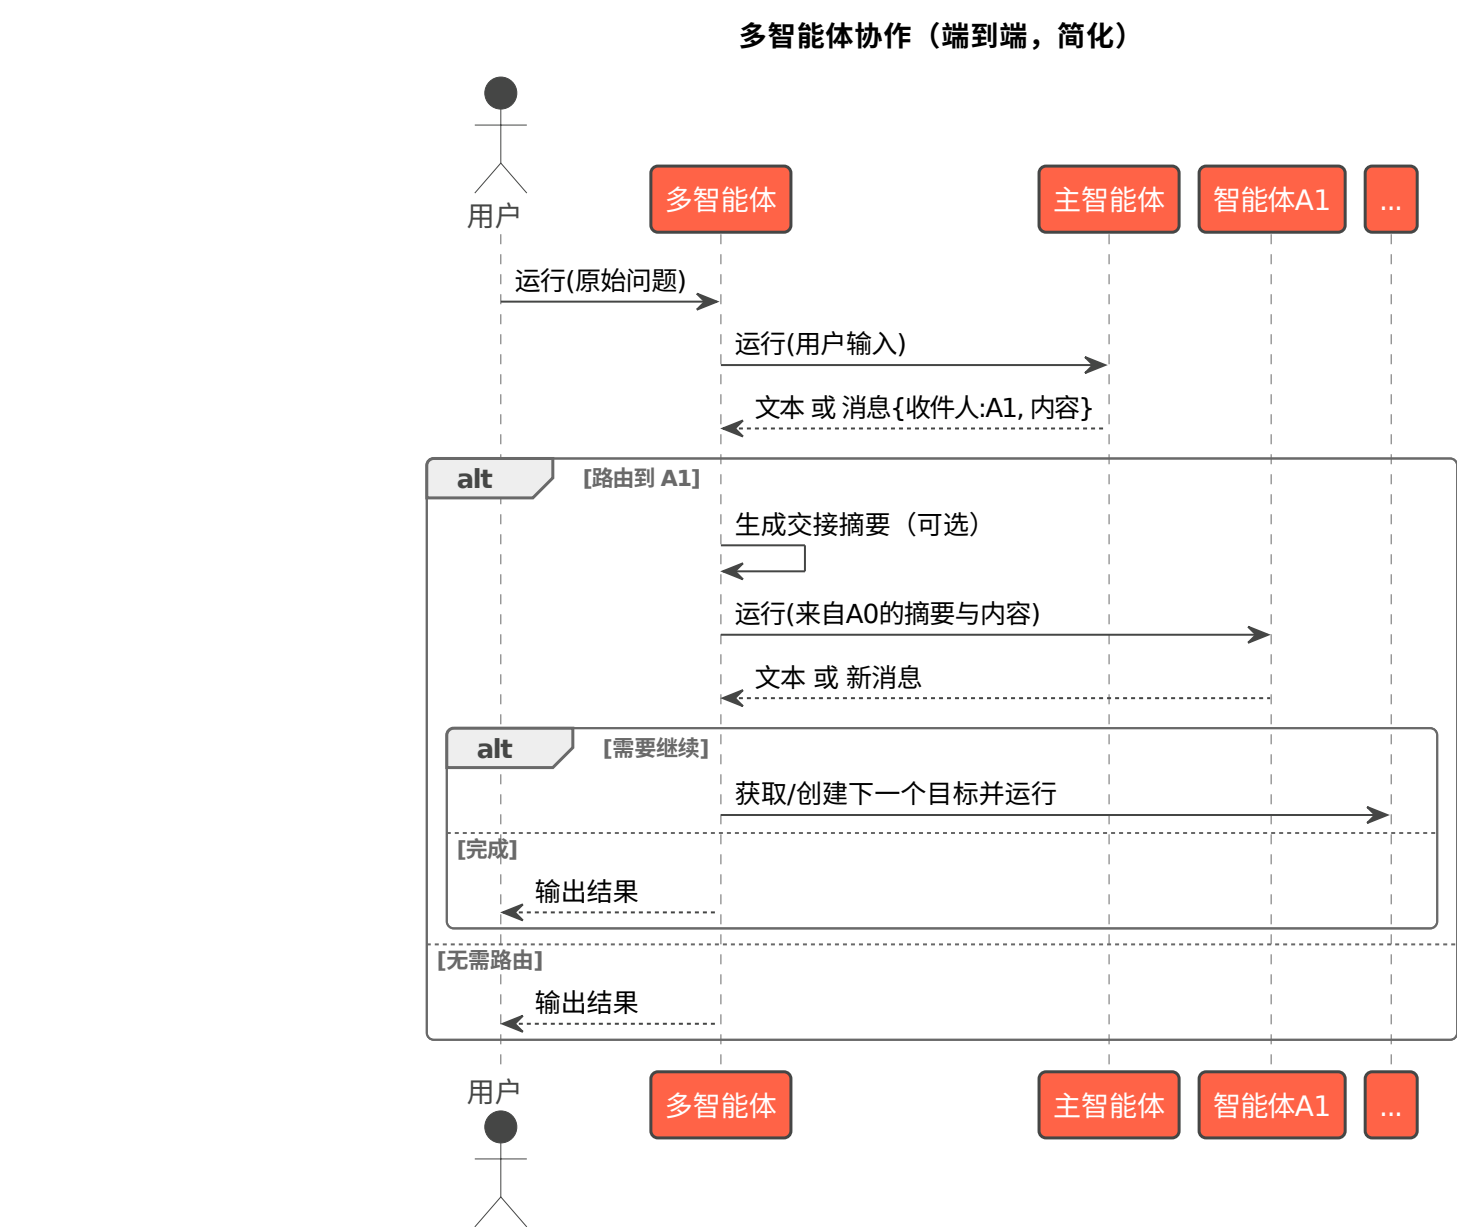 多智能体协作（端到端，简化）
用户
多智能体
主智能体
智能体A1
...
运行(原始问题)
运行(用户输入)
文本 或 消息{收件人:A1, 内容}
alt
[路由到 A1]
生成交接摘要（可选）
运行(来自A0的摘要与内容)
文本 或 新消息
alt
[需要继续]
获取/创建下一个目标并运行
[完成]
输出结果
[无需路由]
输出结果
用户
多智能体
主智能体
智能体A1
...